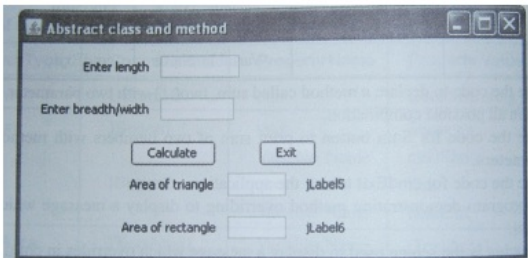 Abstract class and method
Enter length
Enter breadth/width
Calculate Exit
Area of triangle jLabel5
Area of rectangle jLabel6